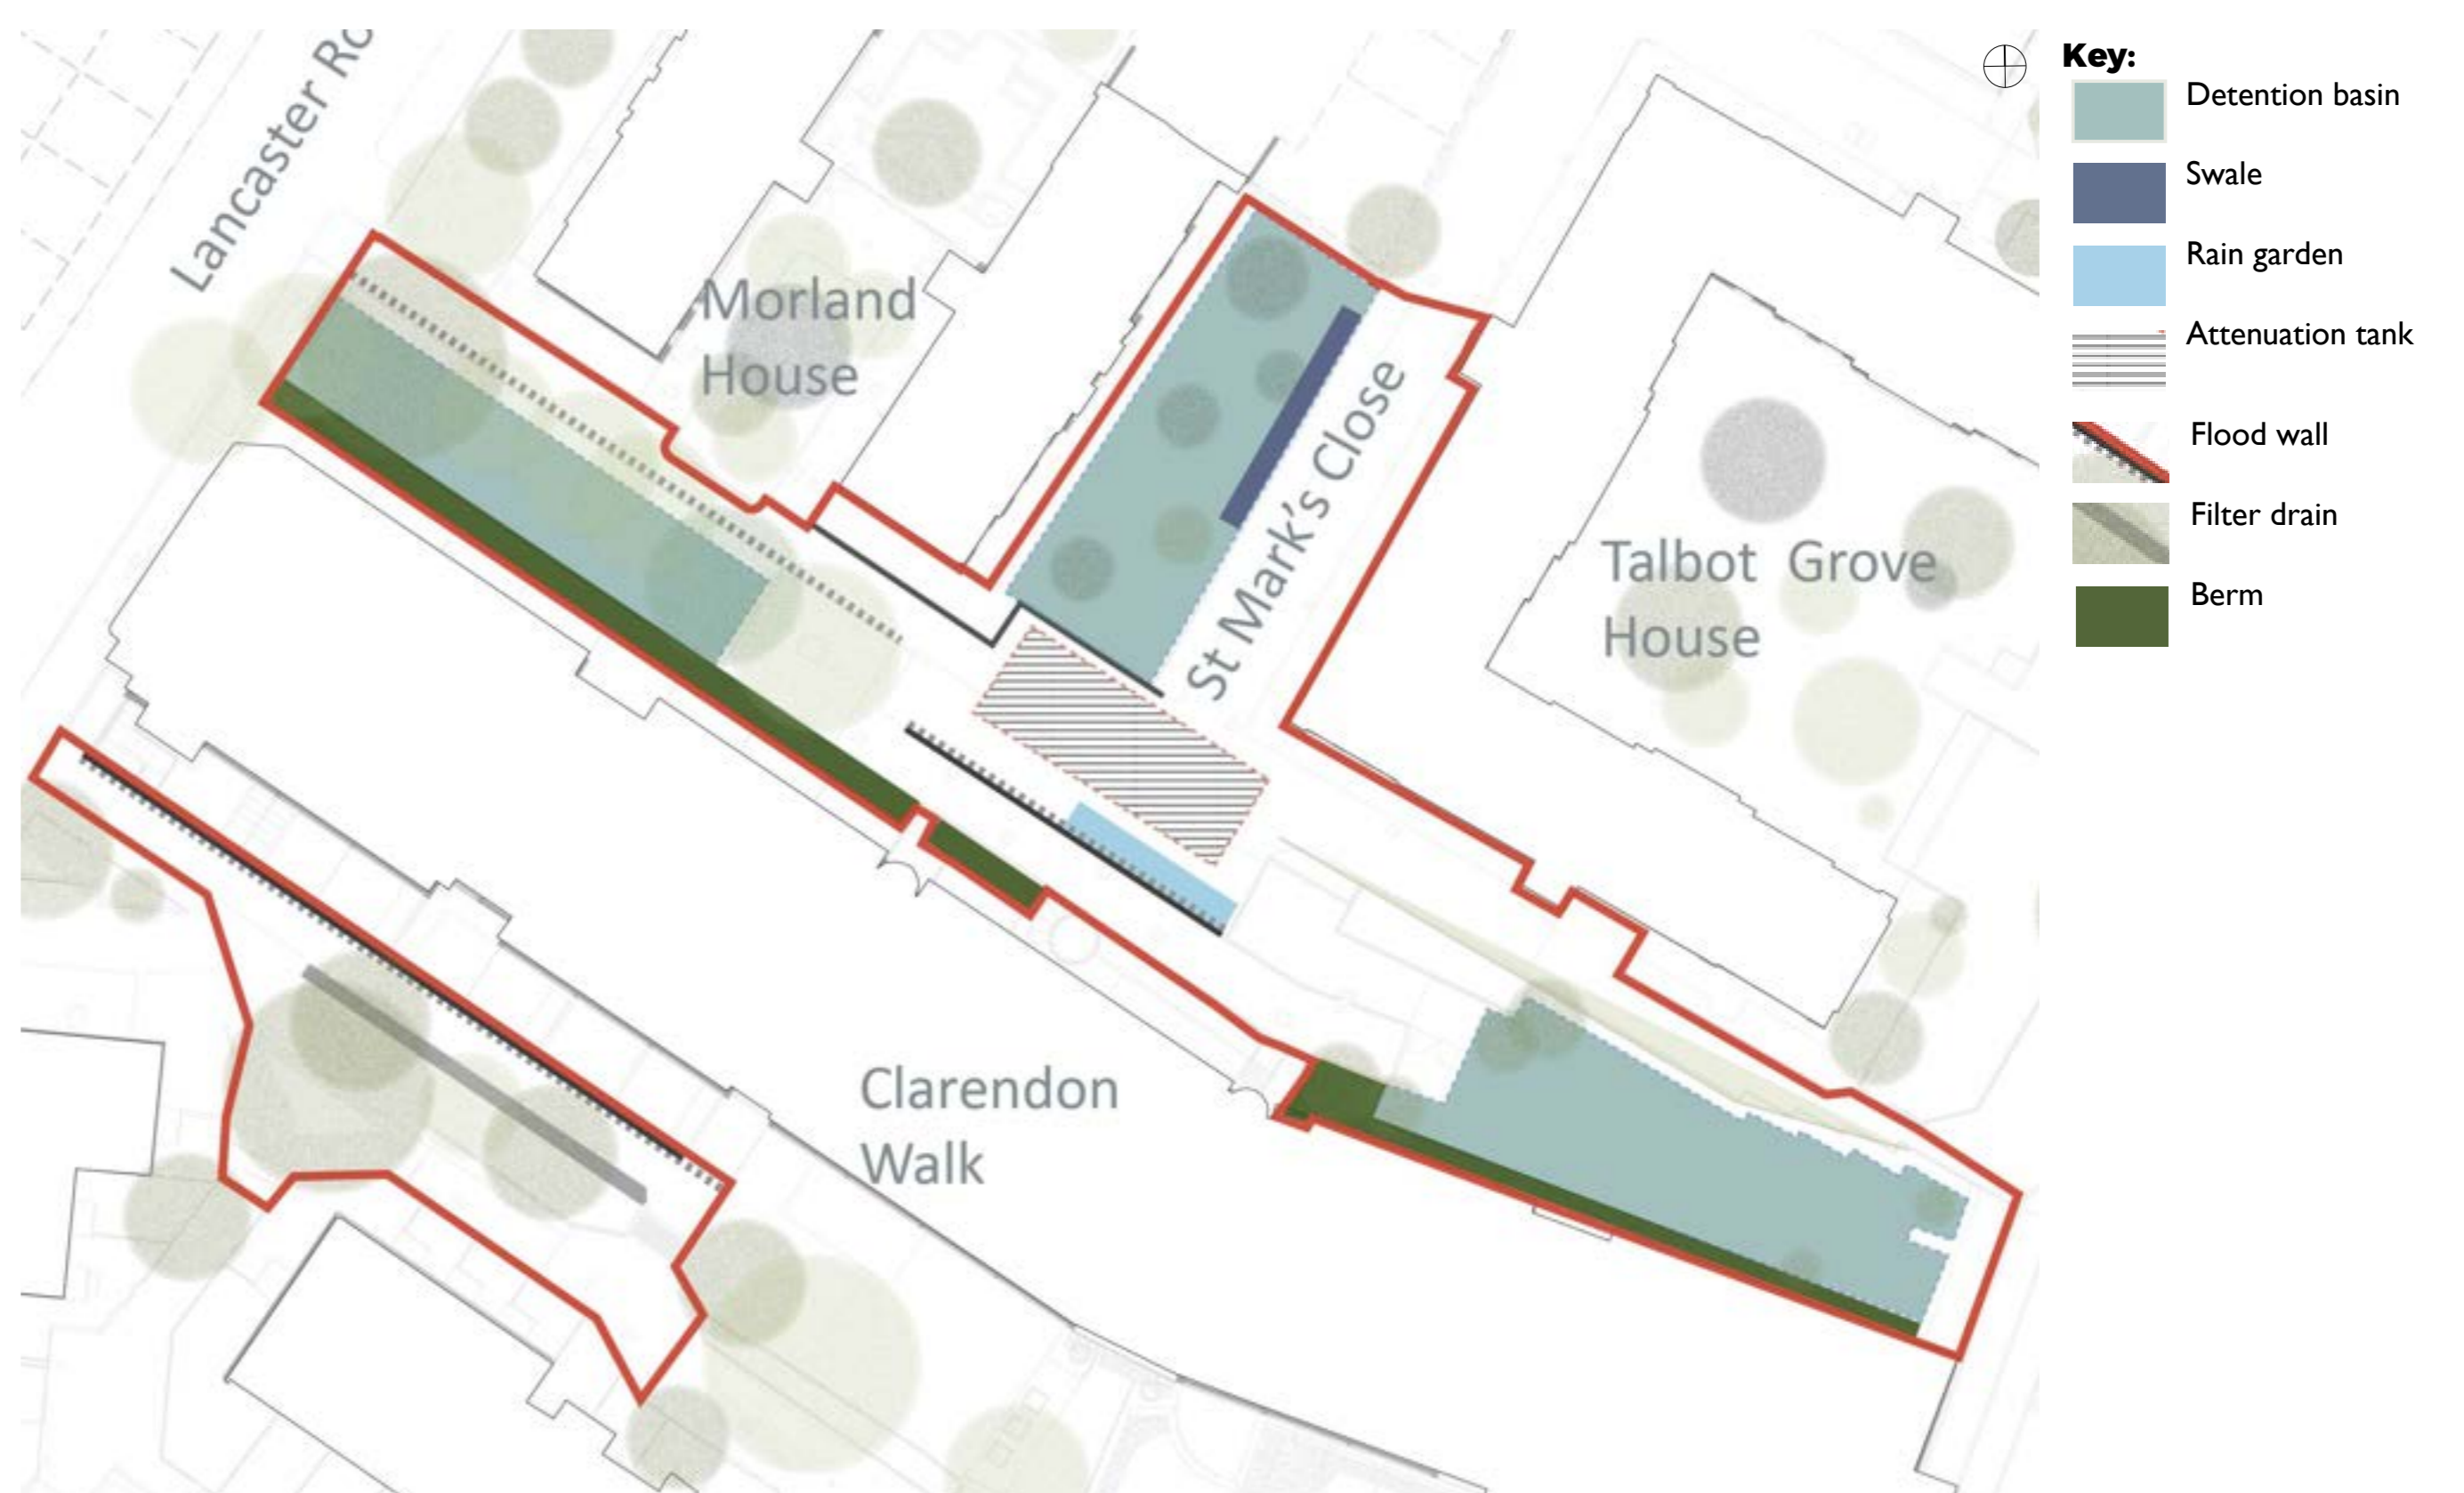 Lancaster
Morland
House
St Mark's Close
Talbot Grove
House
Clarendon
Walk
Key:
Detention basin
Swale
Rain garden
Attenuation tank
Flood wall
Filter drain
Berm